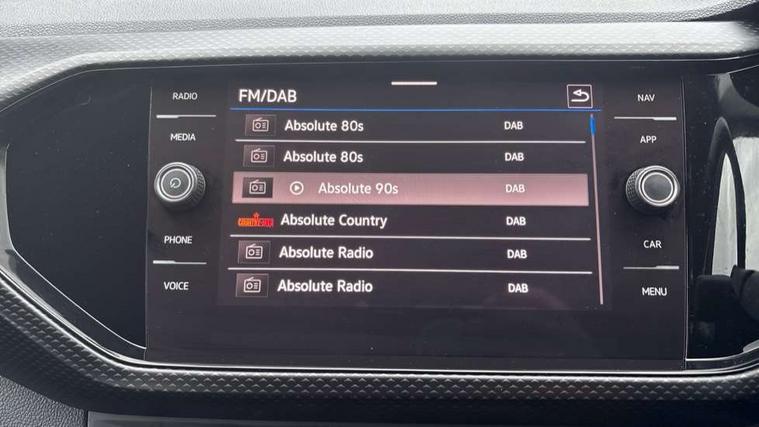 RADIO
FM/DAB
NAV
MEDIA
Absolute 80s DAB
APP
Absolute 80s DAB
Absolute 90s DAB
Absolute Country DAB
PHONE
CAR
Absolute Radio DAB
VOICE
Absolute Radio DAB
MENU